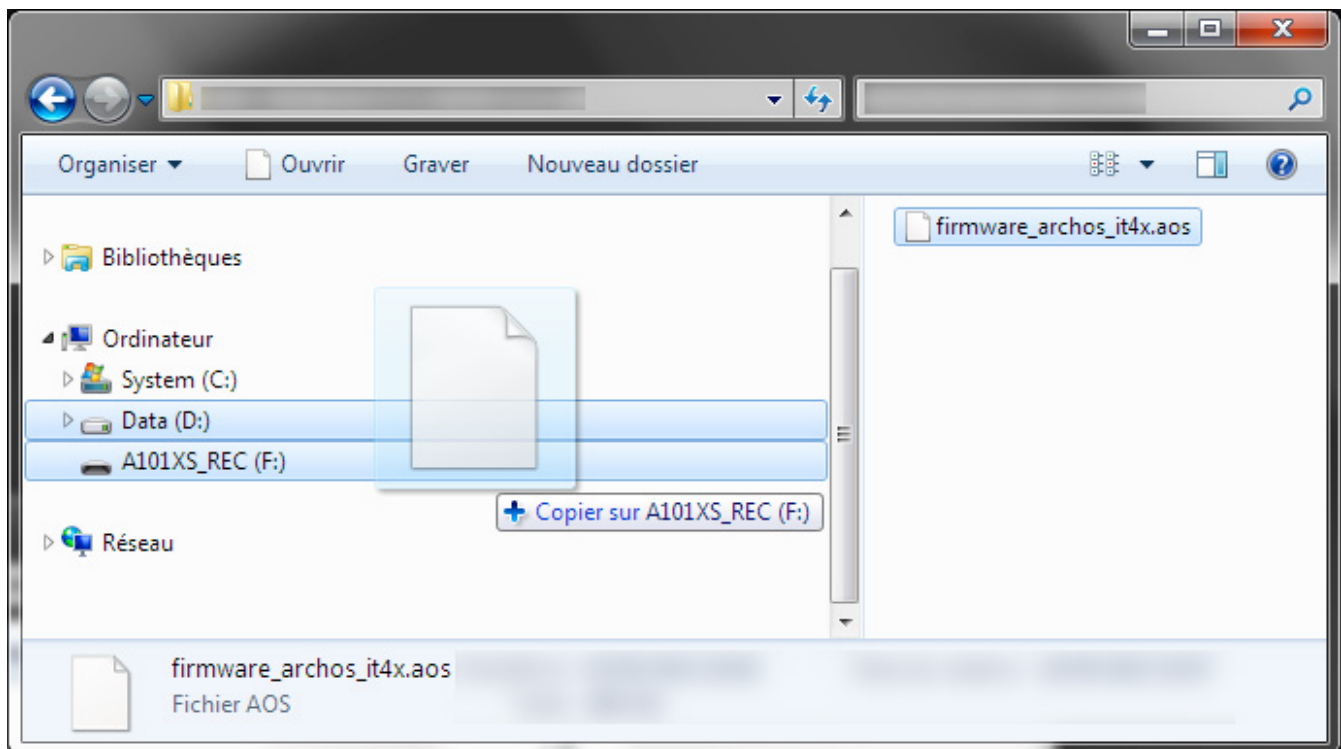 Organiser Ouvrir Graver Nouveau dossier
firmware_archos_it4x.aos
Bibliothèques
Ordinateur
System (C:)
Data (D:)
A101XS_REC (F:)
Copier sur A101XS_REC (F:)
Réseau
firmware_archos_it4x.aos
Fichier AOS